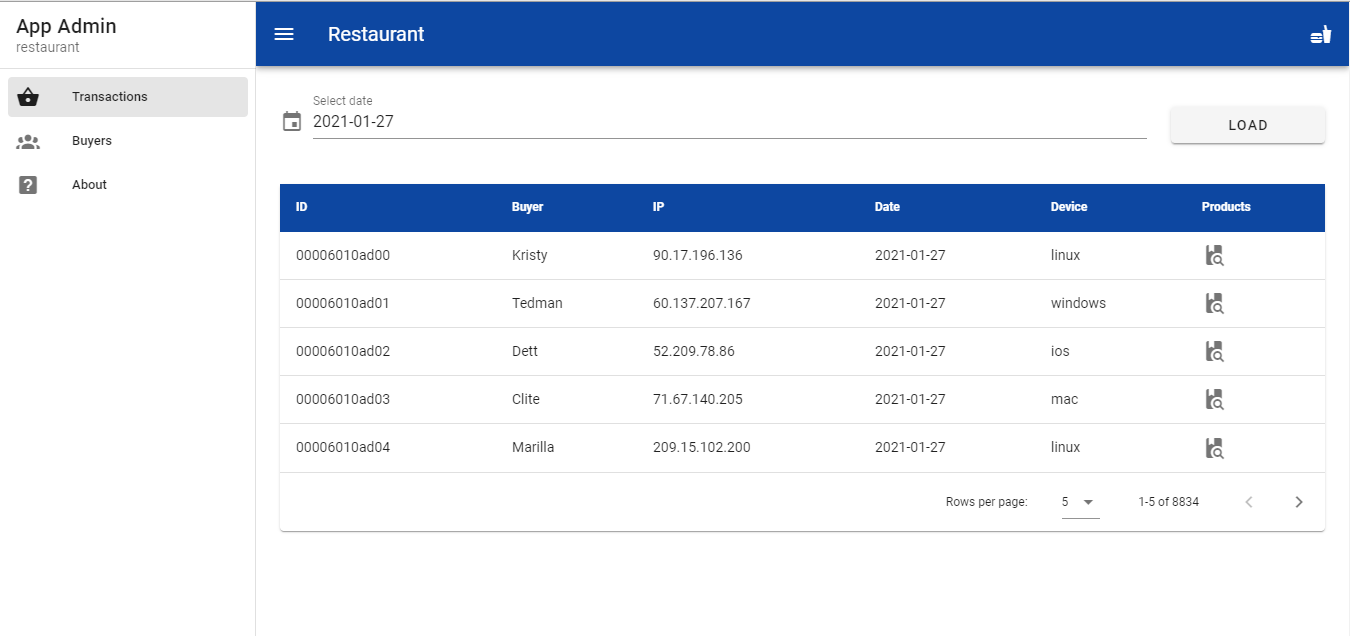 App Admin
restaurant
Transactions
Buyers
About
Restaurant
Select date
2021-01-27
LOAD
ID Buyer IP Date Device Products
00006010ad00 Kristy 90.17.196.136 2021-01-27 linux
00006010ad01 Tedman 60.137.207.167 2021-01-27 windows
00006010ad02 Dett 52.209.78.86 2021-01-27 ios
00006010ad03 Clite 71.67.140.205 2021-01-27 mac
00006010ad04 Marilla 209.15.102.200 2021-01-27 linux
Rows per page: 5 1-5 of 8834